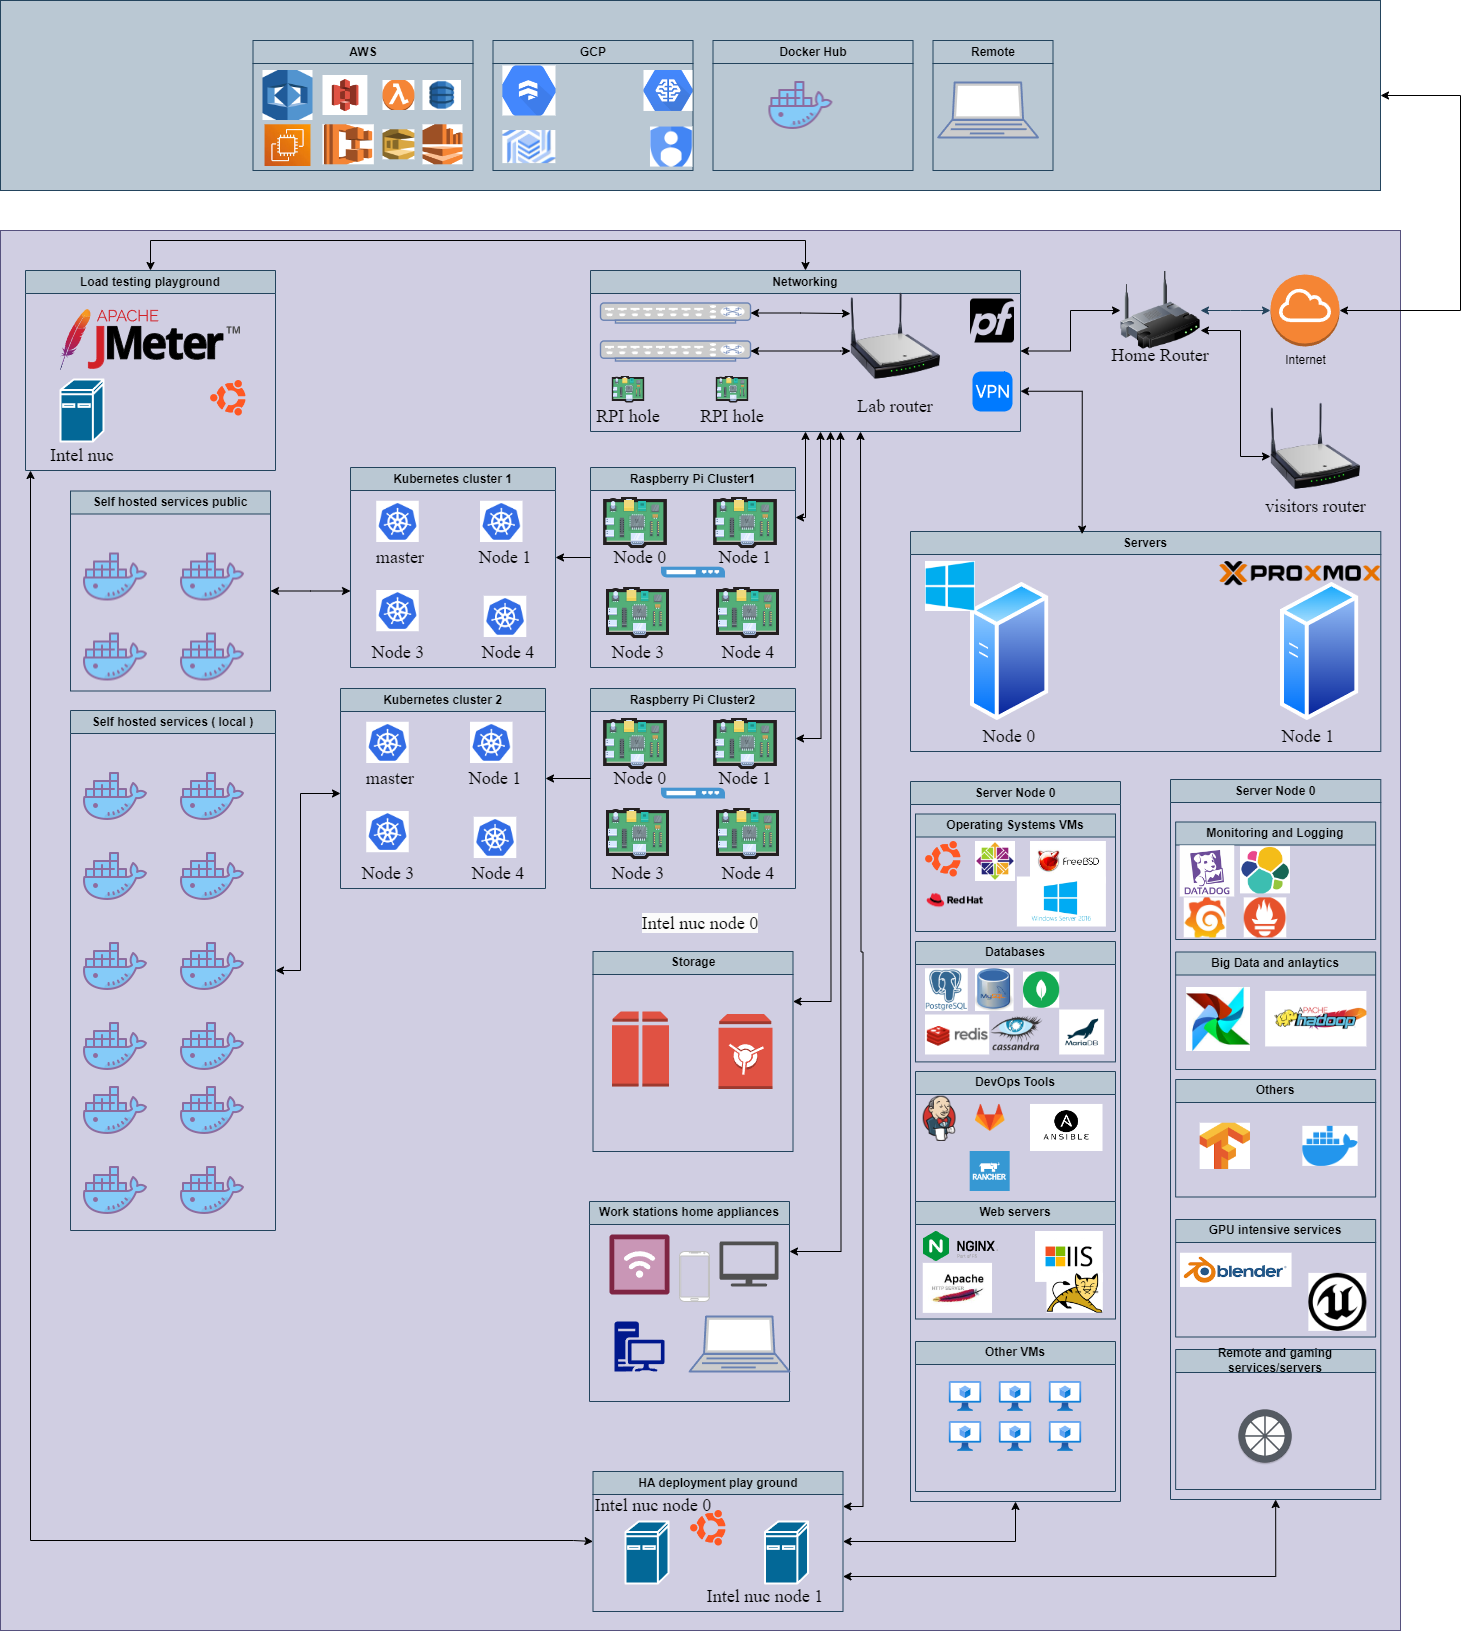 AWS
GCP
Docker Hub
Remote
Load testing playground
APACHE
JMeter™
Intel nuc
Networking
pf
VPN
RPI hole
RPI hole
Lab router
Home Router
Internet
visitors router
Self hosted services public
Kubernetes cluster 1
master
Node 1
Node 3
Node 4
Raspberry Pi Cluster1
Node 0
Node 1
Node 3
Node 4
Servers
PROXMOX
Node 0
Node 1
Self hosted services ( local )
Kubernetes cluster 2
master
Node 1
Node 3
Node 4
Raspberry Pi Cluster2
Node 0
Node 1
Node 3
Node 4
Intel nuc node 0
Storage
Work stations home appliances
HA deployment play ground
Intel nuc node 0
Intel nuc node 1
Server Node 0
Operating Systems VMs
FreeBSD
Red Hat
Windows Server 2016
Databases
PostgreSQL
MySQL
redis
cassandra
MariaDB
DevOps Tools
ANSIBLE
RANCHER
Web servers
NGINX
IIS
Apache
HTTP SERVER
Other VMs
Server Node 0
Monitoring and Logging
DATADOG
Big Data and anlaytics
APACHE
hadoop
Others
GPU intensive services
blender
Remote and gaming
services/servers